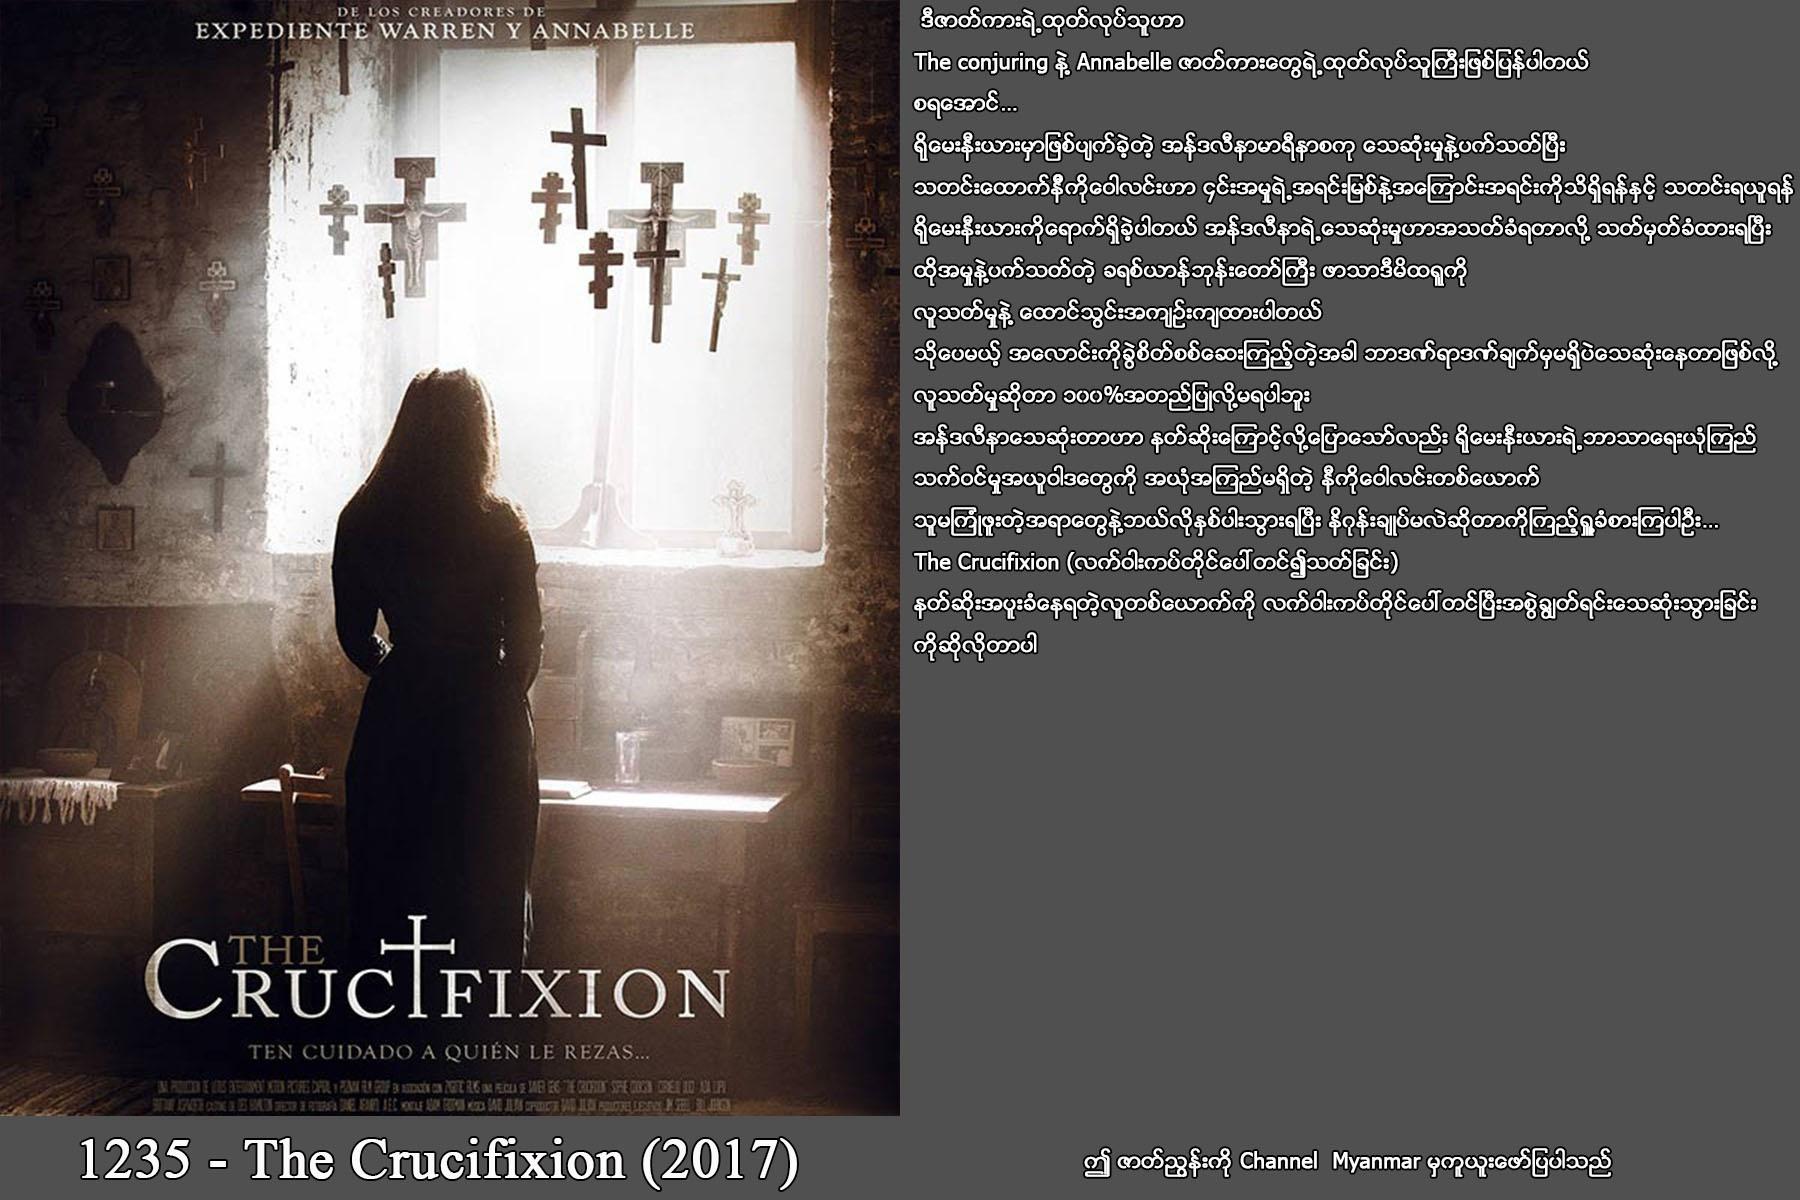 DE LOS CREADORES DE
EXPEDIENTE WARREN Y ANNABELLE
THE
CRUCIFIXION
TEN CUIDADO A QUIÉN LE REZAS...
1235 - The Crucifixion (2017)
ဒီဇာတ်ကားရဲ့ထုတ်လုပ်သူဟာ
The conjuring နဲ့ Annabelle ဇာတ်ကားတွေရဲ့ထုတ်လုပ်သူကြီးဖြစ်ပြန်ပါတယ်
စရအောင်...
ရိုမေးနီးယားမှာဖြစ်ပျက်ခဲ့တဲ့ အန်ဒလီနာမာရီနာစကု သေဆုံးမှုနဲ့ပက်သတ်ပြီး
သတင်းထောက်နီကိုဝေါလင်းဟာ ၄င်းအမှုရဲ့အရင်းမြစ်နဲ့အကြောင်းအရင်းကိုသိရှိရန်နှင့် သတင်းရယူရန်
ရိုမေးနီးယားကိုရောက်ရှိခဲ့ပါတယ် အန်ဒလီနာရဲ့သေဆုံးမှုဟာအသတ်ခံရတာလို့ သတ်မှတ်ခံထားရပြီး
ထိုအမှုနဲ့ပက်သတ်တဲ့ ခရစ်ယာန်ဘုန်းတော်ကြီး ဖာသာဒီမိထရူကို
လူသတ်မှုနဲ့ ထောင်သွင်းအကျဉ်းကျထားပါတယ်
သိုပေမယ့် အလောင်းကိုခွဲစိတ်စစ်ဆေးကြည့်တဲ့အခါ ဘာဒဏ်ရာဒဏ်ချက်မှမရှိပဲသေဆုံးနေတာဖြစ်လို့
လူသတ်မှုဆိုတာ ၁၀၀%အတည်ပြုလို့မရပါဘူး
အန်ဒလီနာသေဆုံးတာဟာ နတ်ဆိုးကြောင့်လို့ပြောသော်လည်း ရိုမေးနီးယားရဲ့ဘာသာရေးယုံကြည်
သက်ဝင်မှုအယူဝါဒတွေကို အယုံအကြည်မရှိတဲ့ နီကိုဝေါလင်းတစ်ယောက်
သူမကြုံဖူးတဲ့အရာတွေနဲ့ဘယ်လိုနှစ်ပါးသွားရပြီး နိဂုန်းချုပ်မလဲဆိုတာကိုကြည့်ရှူခံစားကြပါဦး...
The Crucifixion (လက်ဝါးကပ်တိုင်ပေါ်တင်၍သတ်ခြင်း)
နတ်ဆိုးအပူးခံနေရတဲ့လူတစ်ယောက်ကို လက်ဝါးကပ်တိုင်ပေါ်တင်ပြီးအစွဲချွတ်ရင်းသေဆုံးသွားခြင်း
ကိုဆိုလိုတာပါ
ဤ ဇာတ်ညွှန်းကို Channel Myanmar မှကူယူးဖော်ပြပါသည်